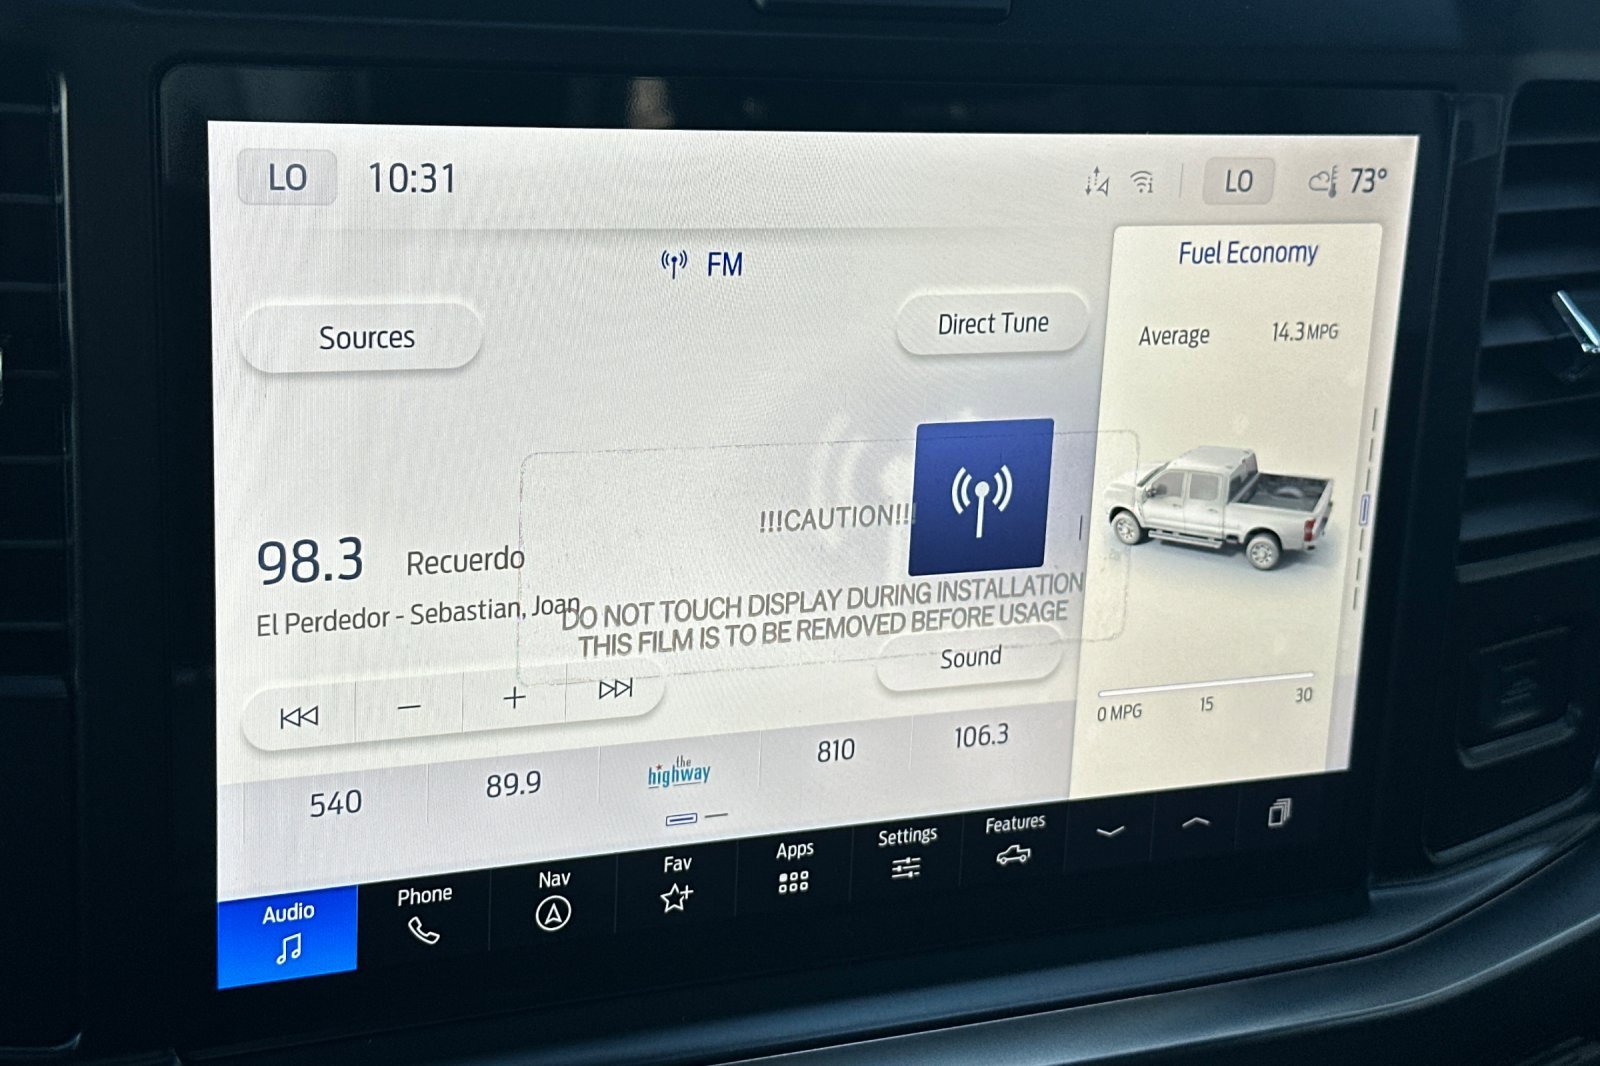 LO 10:31 LO 73°
FM
Fuel Economy
Sources
Direct Tune
Average 14.3 MPG
!!!CAUTION!!!
98.3 Recuerdo
El Perdedor - Sebastian, Joan
DO NOT TOUCH DISPLAY DURING INSTALLATION
THIS FILM IS TO BE REMOVED BEFORE USAGE
Sound
0 MPG 15 30
540 89.9 the highway 810 106.3
Audio Phone Nav Fav Apps Settings Features